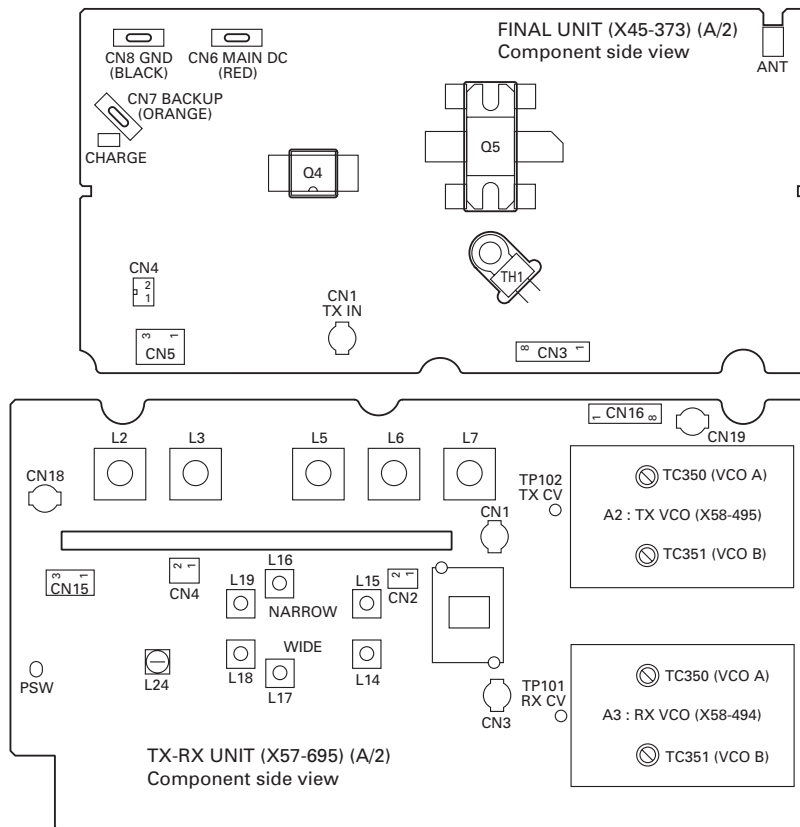 FINAL UNIT (X45-373) (A/2)
Component side view
ANT
CN8 GND
(BLACK)
CN6 MAIN DC
(RED)
CN7 BACKUP
(ORANGE)
CHARGE
Q4
Q5
TH1
CN4
2
1
CN1
TX IN
3 1
CN5
8 CN3 1
1 CN16 8
CN19
L2
L3
L5
L6
L7
CN18
TP102
TX CV
TC350 (VCO A)
A2 : TX VCO (X58-495)
TC351 (VCO B)
CN1
3 1
CN15
2 1
CN4
L19
L16
NARROW
L15
2 1
CN2
WIDE
L18
L17
L14
L24
PSW
TP101
RX CV
CN3
TC350 (VCO A)
A3 : RX VCO (X58-494)
TC351 (VCO B)
TX-RX UNIT (X57-695) (A/2)
Component side view